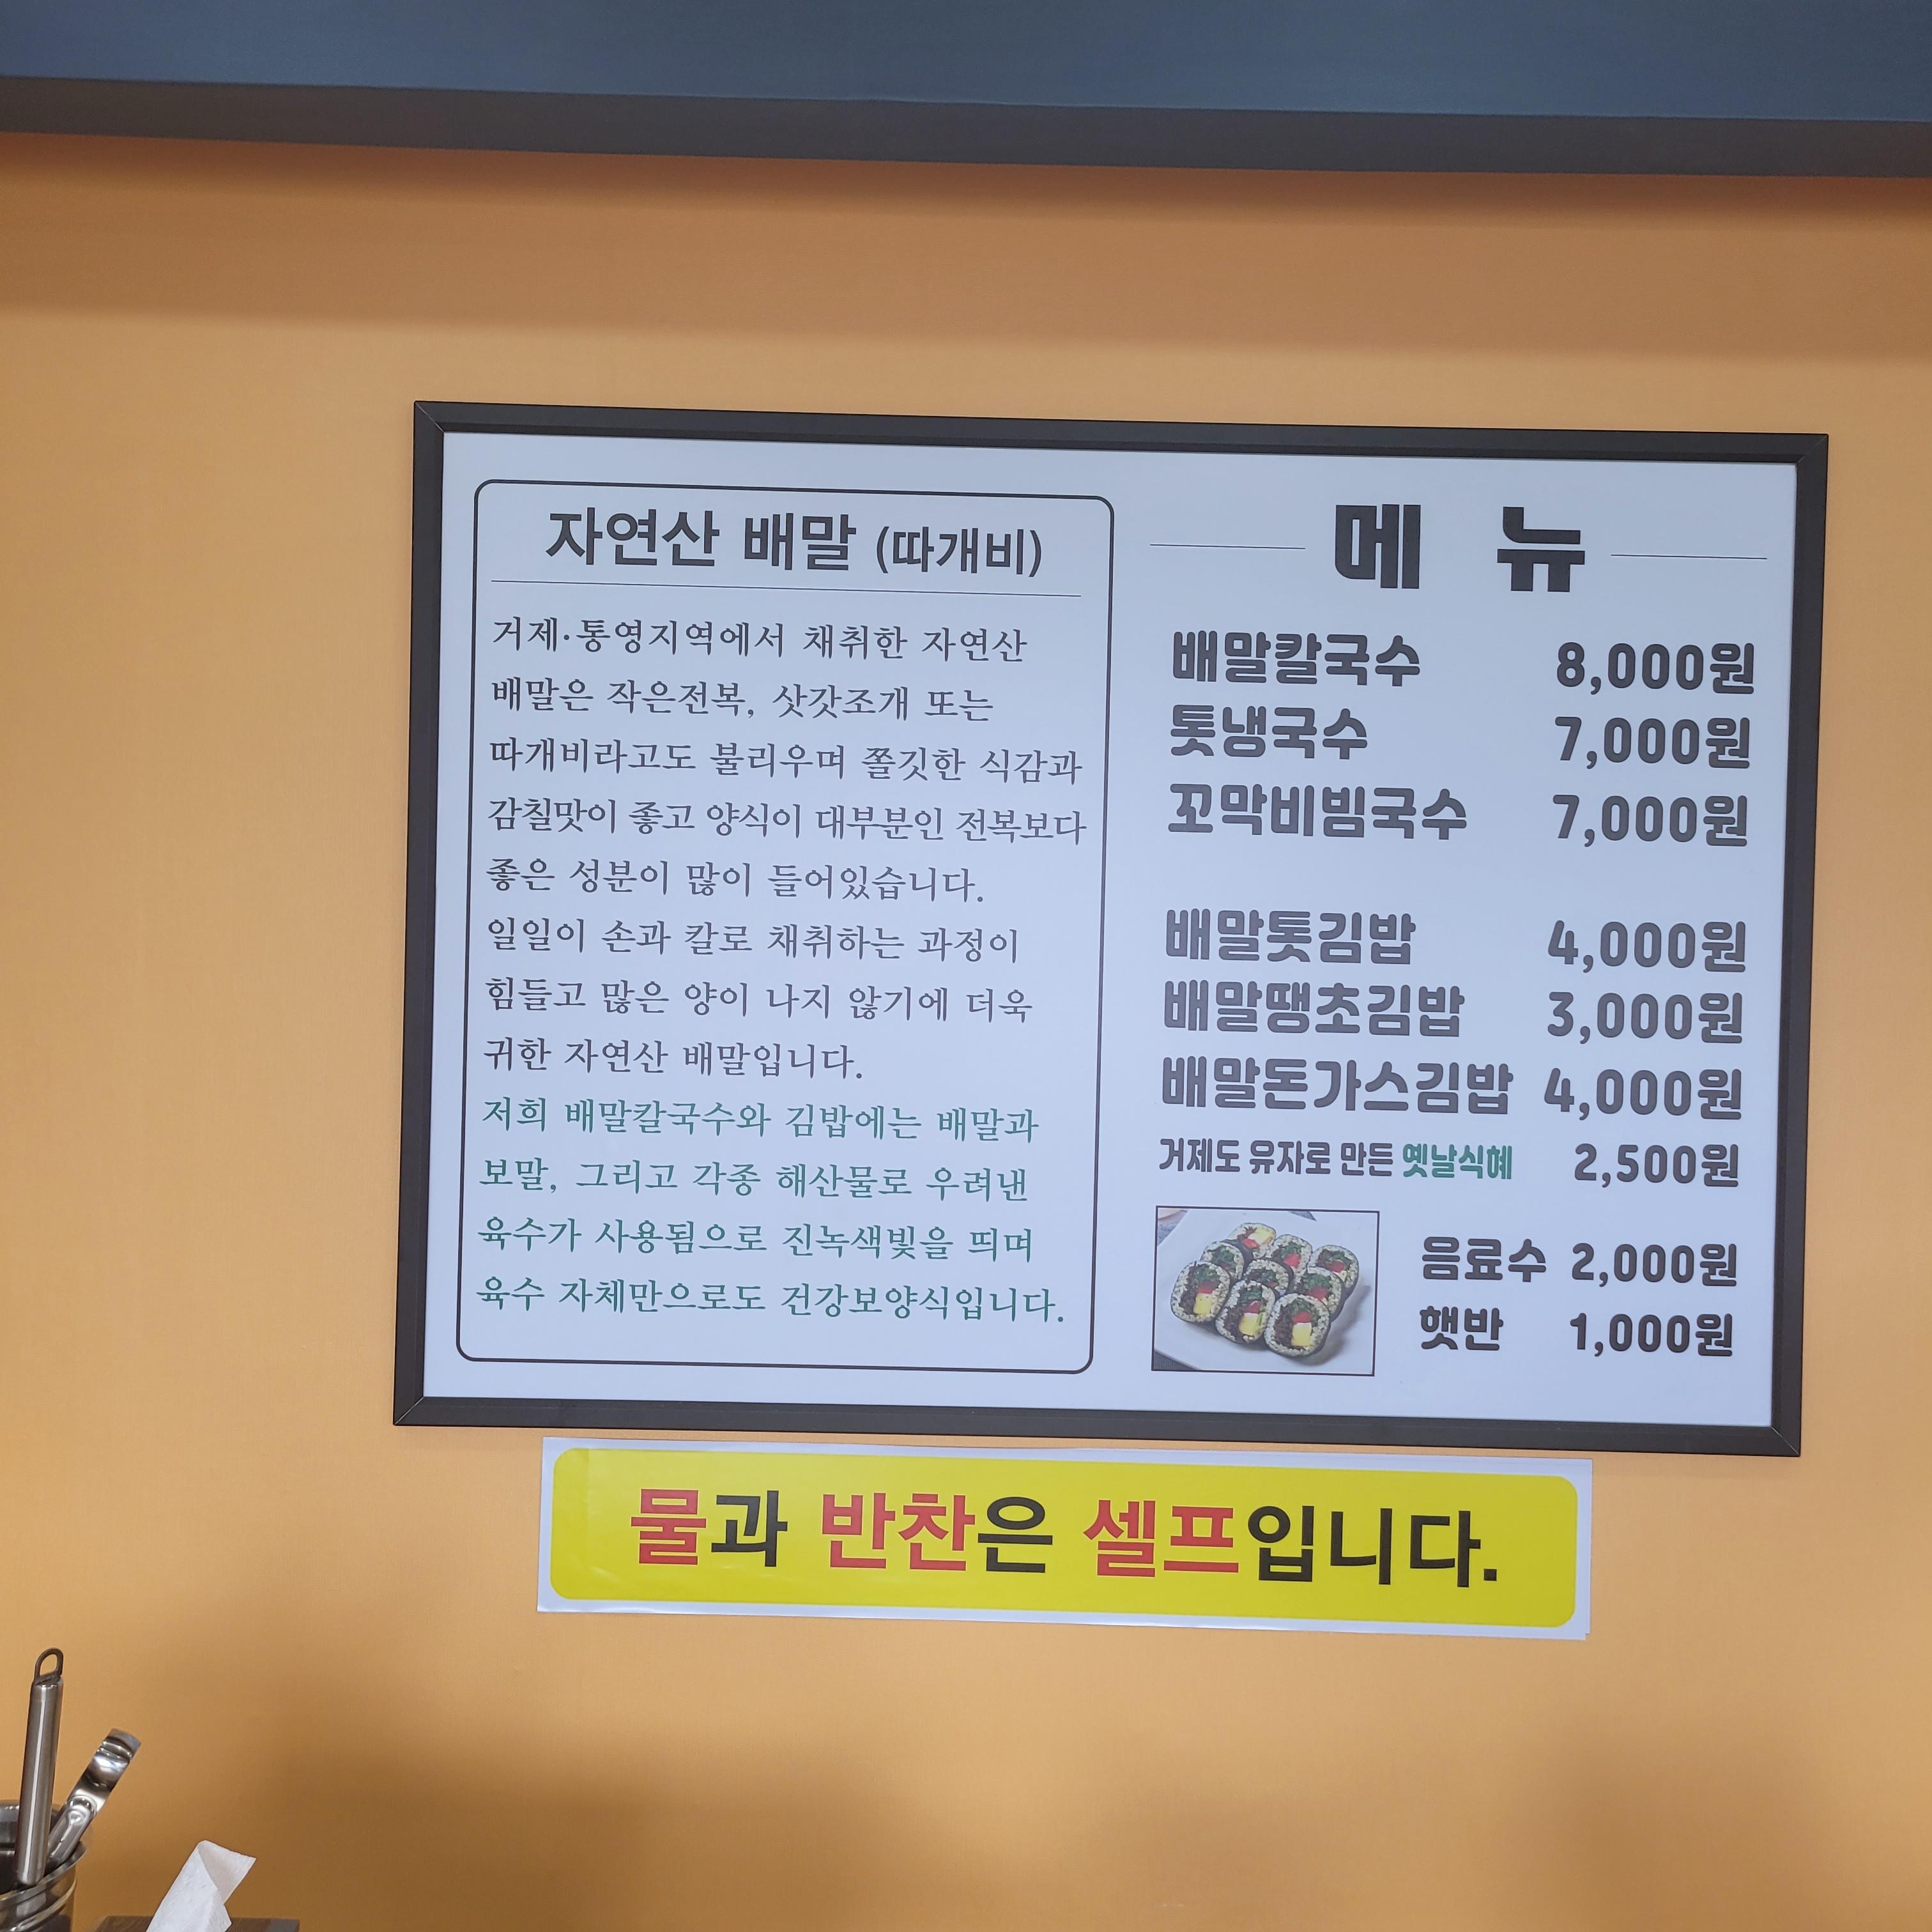 자연산 배말 (따개비)
거제·통영지역에서 채취한 자연산
배말은 작은전복, 삿갓조개 또는
따개비라고도 불리우며 쫄깃한 식감과
감칠맛이 좋고 양식이 대부분인 전복보다
좋은 성분이 많이 들어있습니다.
일일이 손과 칼로 채취하는 과정이
힘들고 많은 양이 나지 않기에 더욱
귀한 자연산 배말입니다.
저희 배말칼국수와 김밥에는 배말과
보말, 그리고 각종 해산물로 우려낸
육수가 사용됨으로 진녹색빛을 띄며
육수 자체만으로도 건강보양식입니다.
메 뉴
배말칼국수 8,000원
톳냉국수 7,000원
꼬막비빔국수 7,000원
배말톳김밥 4,000원
배말땡초김밥 3,000원
배말돈가스김밥 4,000원
거제도 유자로 만든 옛날식혜 2,500원
음료수 2,000원
햇반 1,000원
물과 반찬은 셀프입니다.